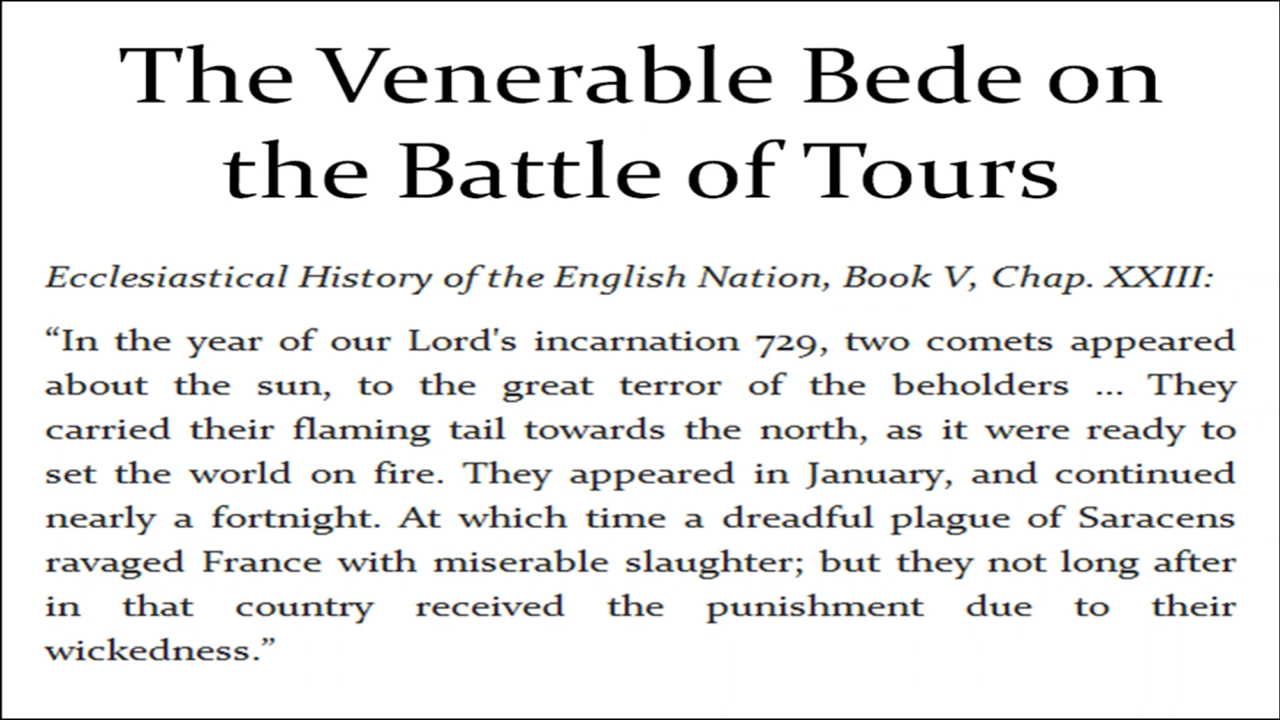 The Venerable Bede on
the Battle of Tours
Ecclesiastical History of the English Nation, Book V, Chap. XXIII:
“In the year of our Lord's incarnation 729, two comets appeared
about the sun, to the great terror of the beholders ... They
carried their flaming tail towards the north, as it were ready to
set the world on fire. They appeared in January, and continued
nearly a fortnight. At which time a dreadful plague of Saracens
ravaged France with miserable slaughter; but they not long after
in that country received the punishment due to their
wickedness.”